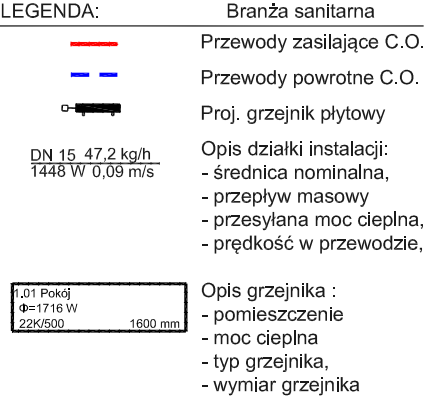 LEGENDA: Branża sanitarna
Przewody zasilające C.O.
Przewody powrotne C.O.
Proj. grzejnik płytowy
DN 15 47,2 kg/h
1448 W 0,09 m/s
Opis działki instalacji:
- średnica nominalna,
- przepływ masowy
- przesyłana moc cieplna,
- prędkość w przewodzie,
1.01 Pokój
Φ=1716 W
22K/500 1600 mm
Opis grzejnika :
- pomieszczenie
- moc cieplna
- typ grzejnika,
- wymiar grzejnika